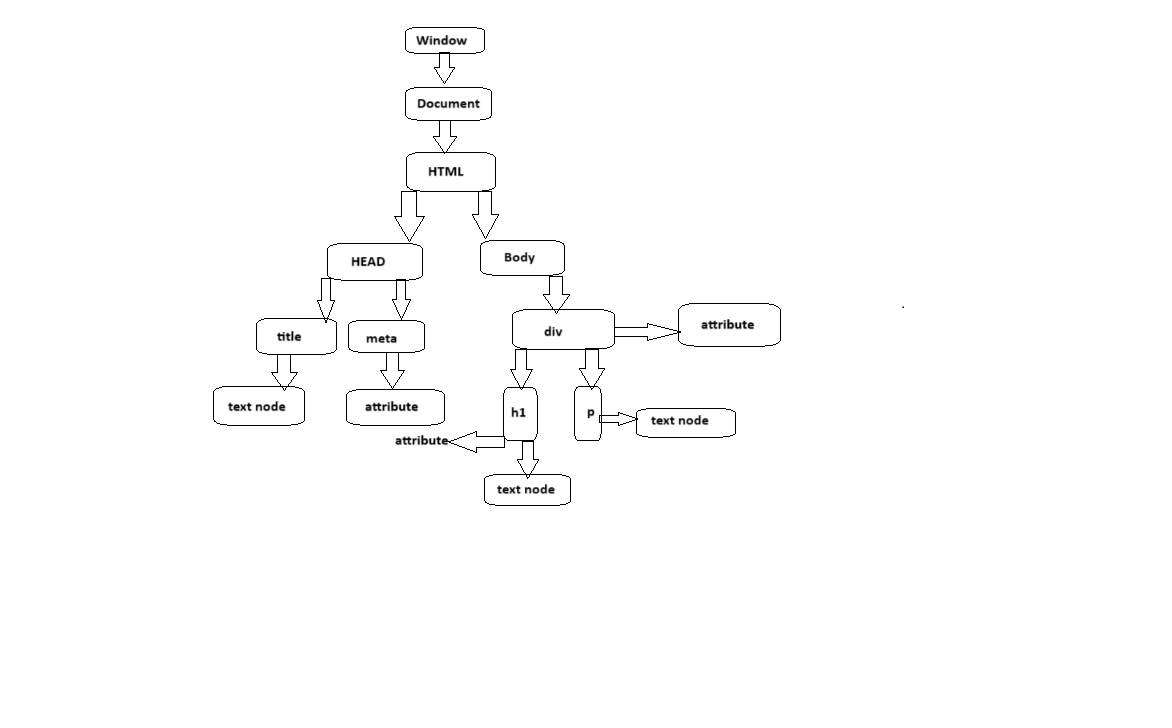 Window
Document
HTML
HEAD
Body
title
meta
div
attribute
text node
attribute
h1
p
text node
attribute
text node